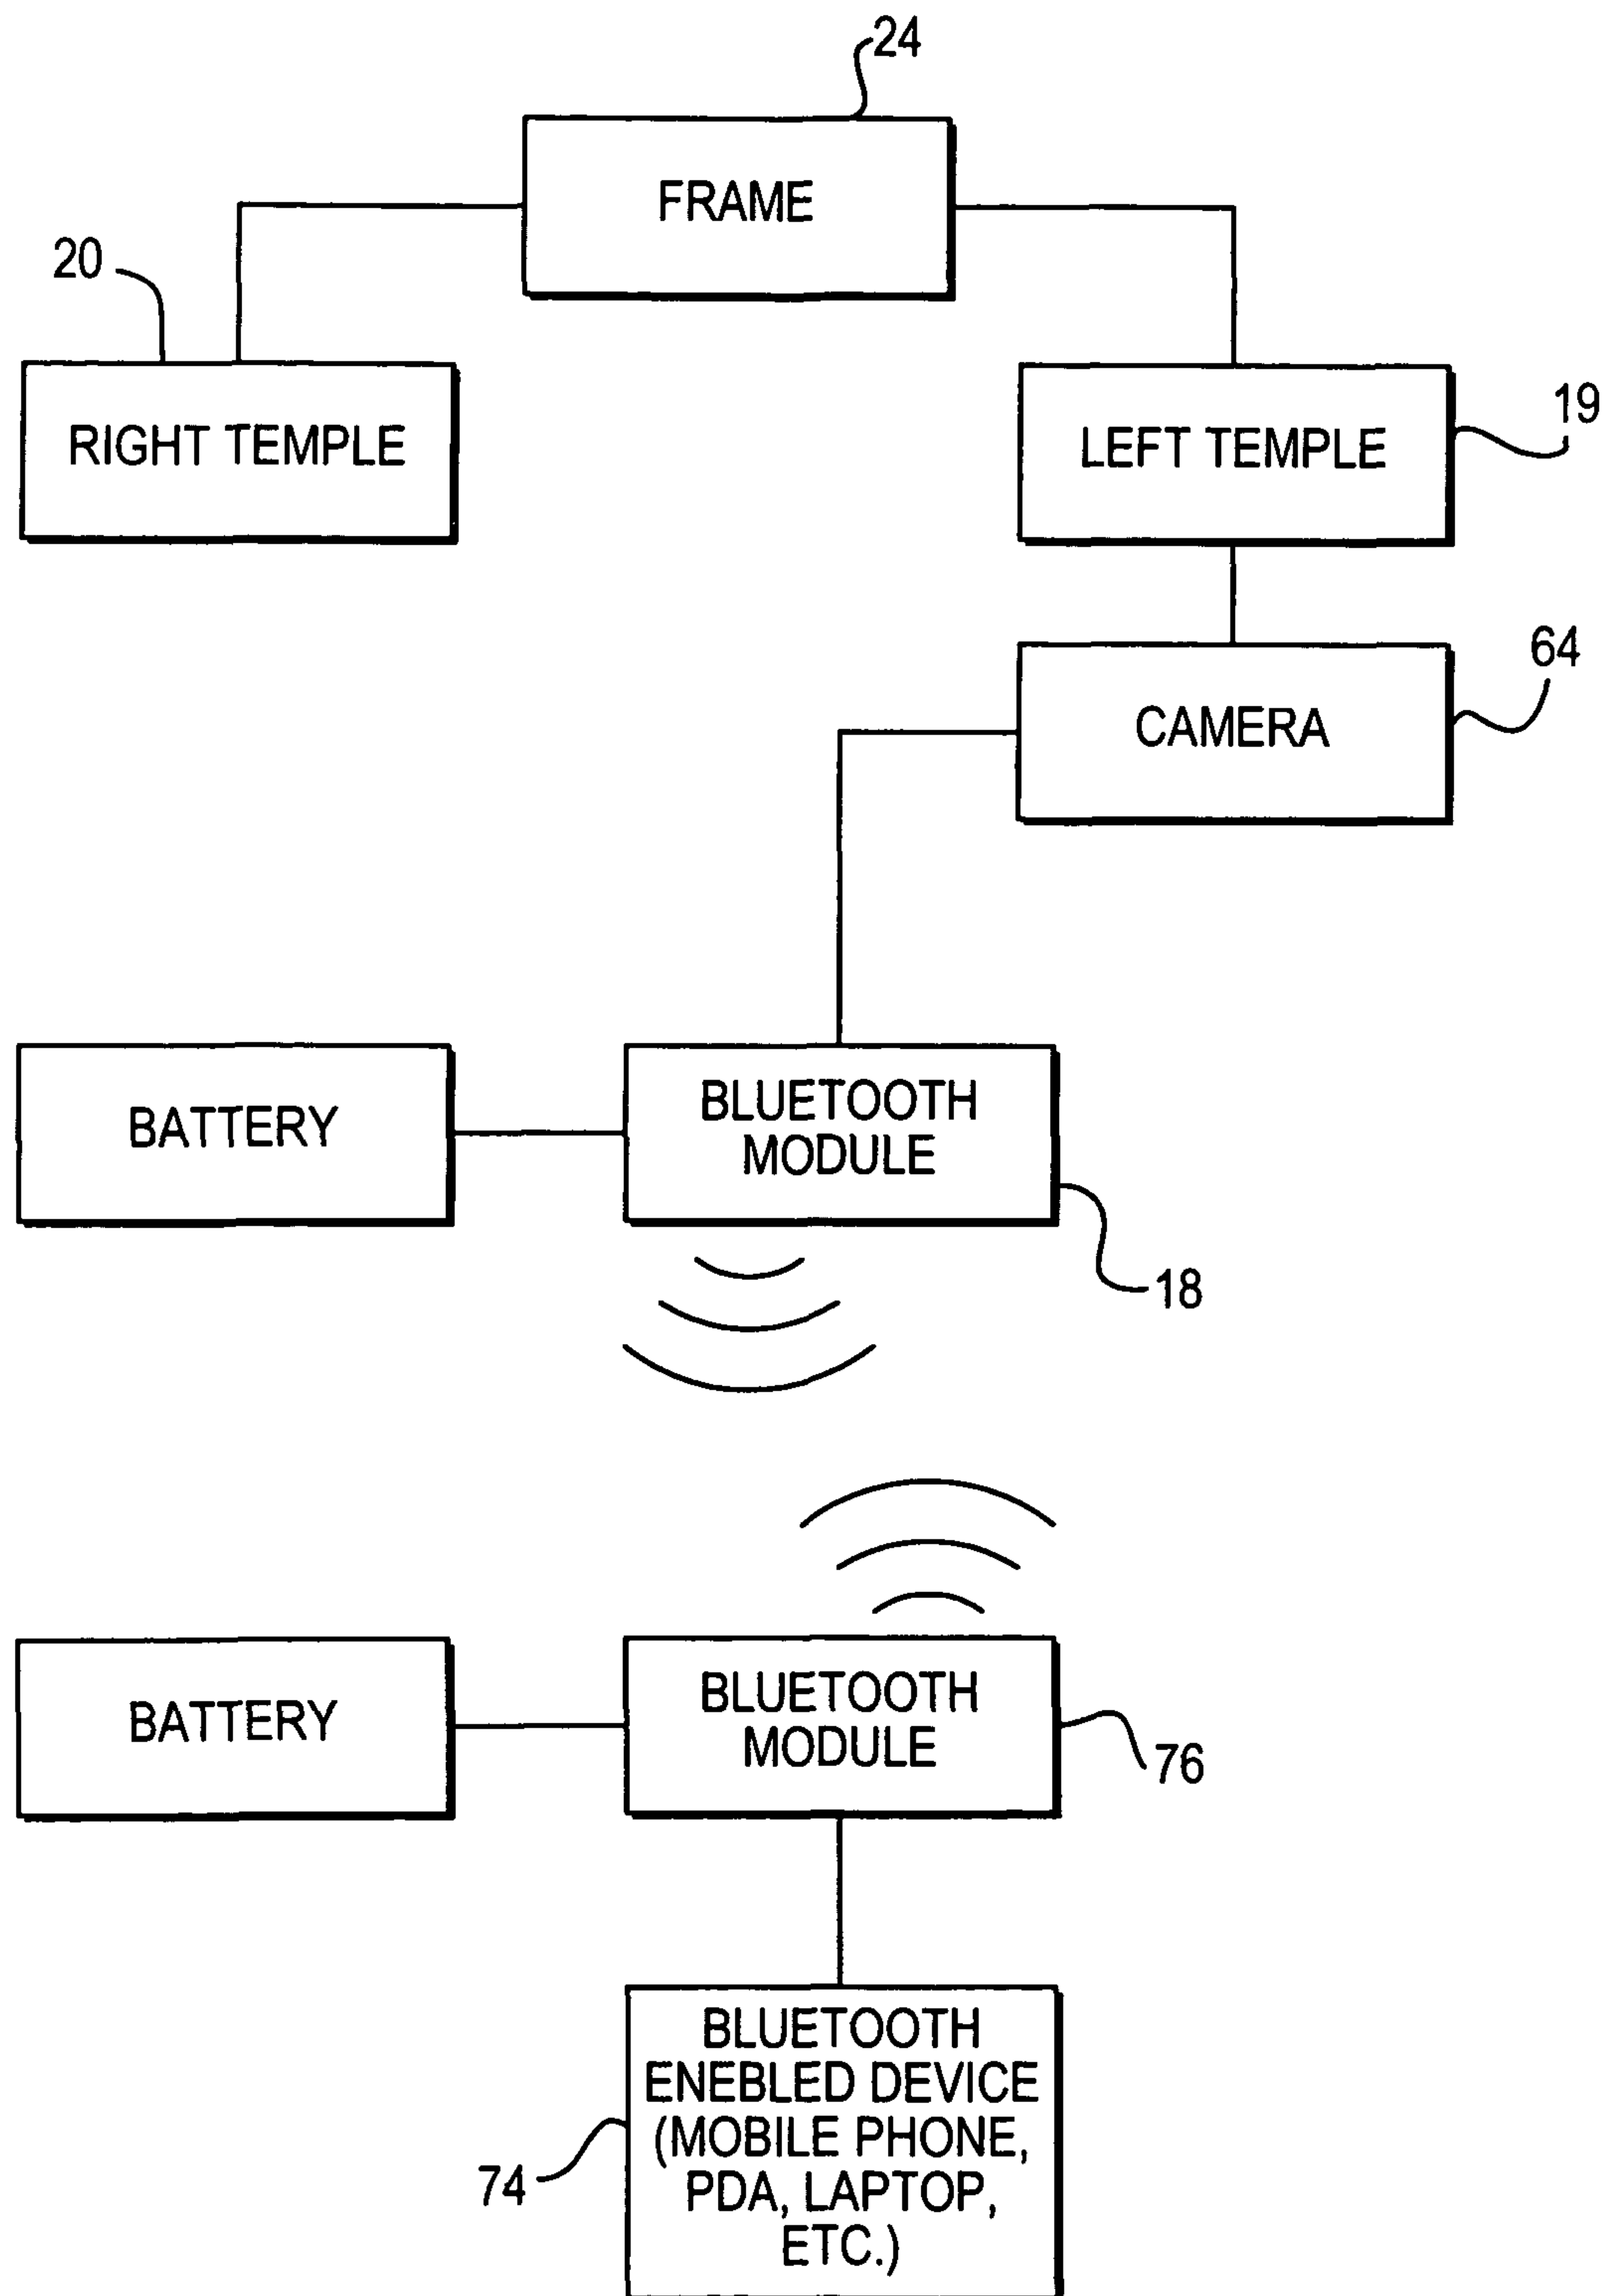 24
FRAME
20
RIGHT TEMPLE
LEFT TEMPLE
19
64
CAMERA
BATTERY
BLUETOOTH
MODULE
18
BATTERY
BLUETOOTH
MODULE
76
BLUETOOTH
ENEBLED DEVICE
(MOBILE PHONE,
PDA, LAPTOP,
ETC.)
74